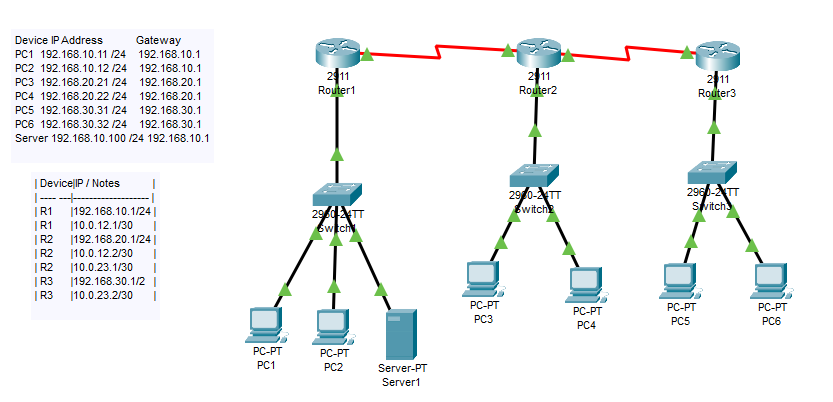 Device IP Address Gateway
PC1 192.168.10.11 /24 192.168.10.1
PC2 192.168.10.12 /24 192.168.10.1
PC3 192.168.20.21 /24 192.168.20.1
PC4 192.168.20.22 /24 192.168.20.1
PC5 192.168.30.31 /24 192.168.30.1
PC6 192.168.30.32 /24 192.168.30.1
Server 192.168.10.100 /24 192.168.10.1
| Device|IP / Notes |
| ---- ---|-------------------- |
| R1 |192.168.10.1/24 |
| R1 |10.0.12.1/30 |
| R2 |192.168.20.1/24 |
| R2 |10.0.12.2/30 |
| R2 |10.0.23.1/30 |
| R3 |192.168.30.1/2 |
| R3 |10.0.23.2/30 |
2911
Router1
2911
Router2
2911
Router3
2960-24TT
Switch1
2960-24TT
Switch2
2960-24TT
Switch3
PC-PT
PC1
PC-PT
PC2
Server-PT
Server1
PC-PT
PC3
PC-PT
PC4
PC-PT
PC5
PC-PT
PC6